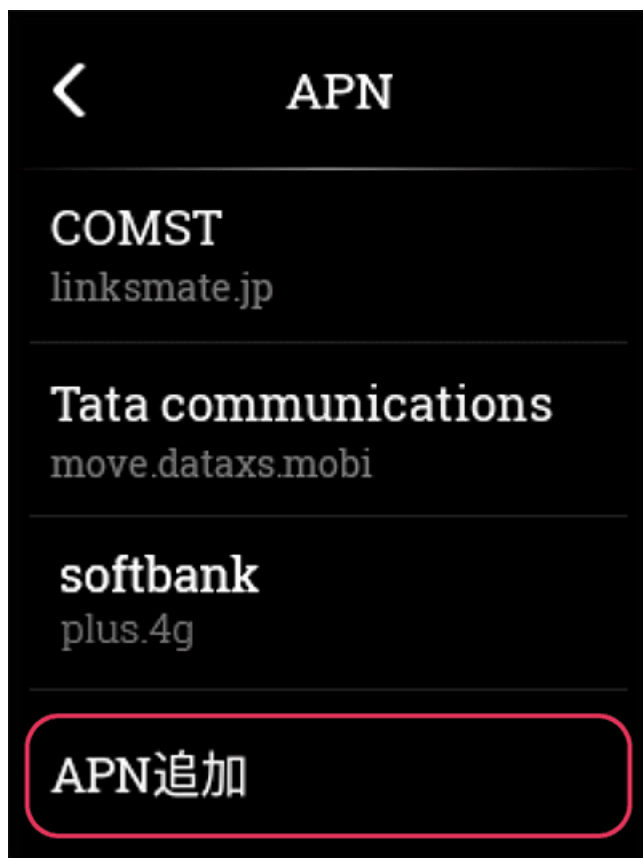 APN
COMST
linksmate.jp
Tata communications
move.dataxs.mobi
softbank
plus.4g
APN追加